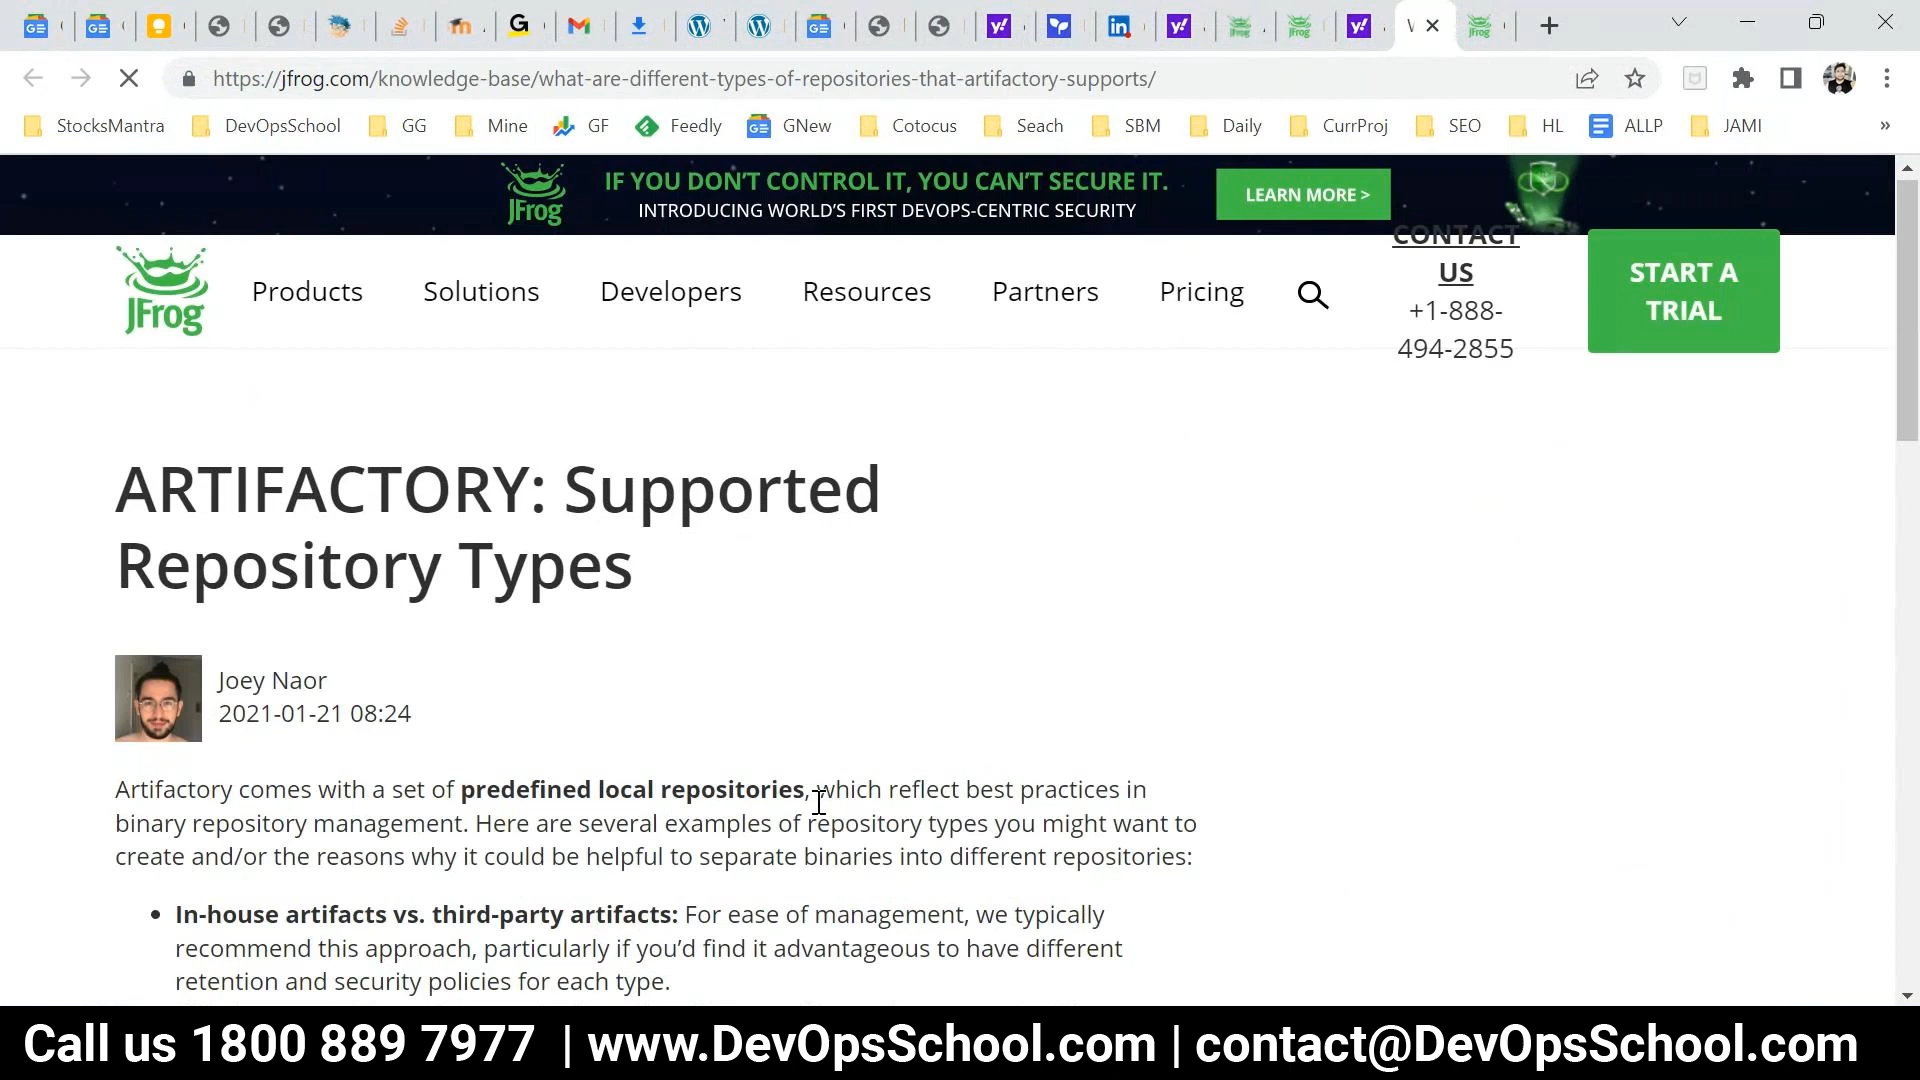 https://jfrog.com/knowledge-base/what-are-different-types-of-repositories-that-artifactory-supports/
StocksMantra
DevOpsSchool
GG
Mine
GF
Feedly
GNew
Cotocus
Seach
SBM
Daily
CurrProj
SEO
HL
ALLP
JAMI
»
JFrog
IF YOU DON'T CONTROL IT, YOU CAN'T SECURE IT.
INTRODUCING WORLD'S FIRST DEVOPS-CENTRIC SECURITY
LEARN MORE >
JFrog
Products
Solutions
Developers
Resources
Partners
Pricing
CONTACT
US
+1-888-
494-2855
START A
TRIAL
ARTIFACTORY: Supported
Repository Types
Joey Naor
2021-01-21 08:24
Artifactory comes with a set of predefined local repositories, which reflect best practices in
binary repository management. Here are several examples of repository types you might want to
create and/or the reasons why it could be helpful to separate binaries into different repositories:
• In-house artifacts vs. third-party artifacts: For ease of management, we typically
recommend this approach, particularly if you'd find it advantageous to have different
retention and security policies for each type.
Call us 1800 889 7977 | www.DevOpsSchool.com | contact@DevOpsSchool.com